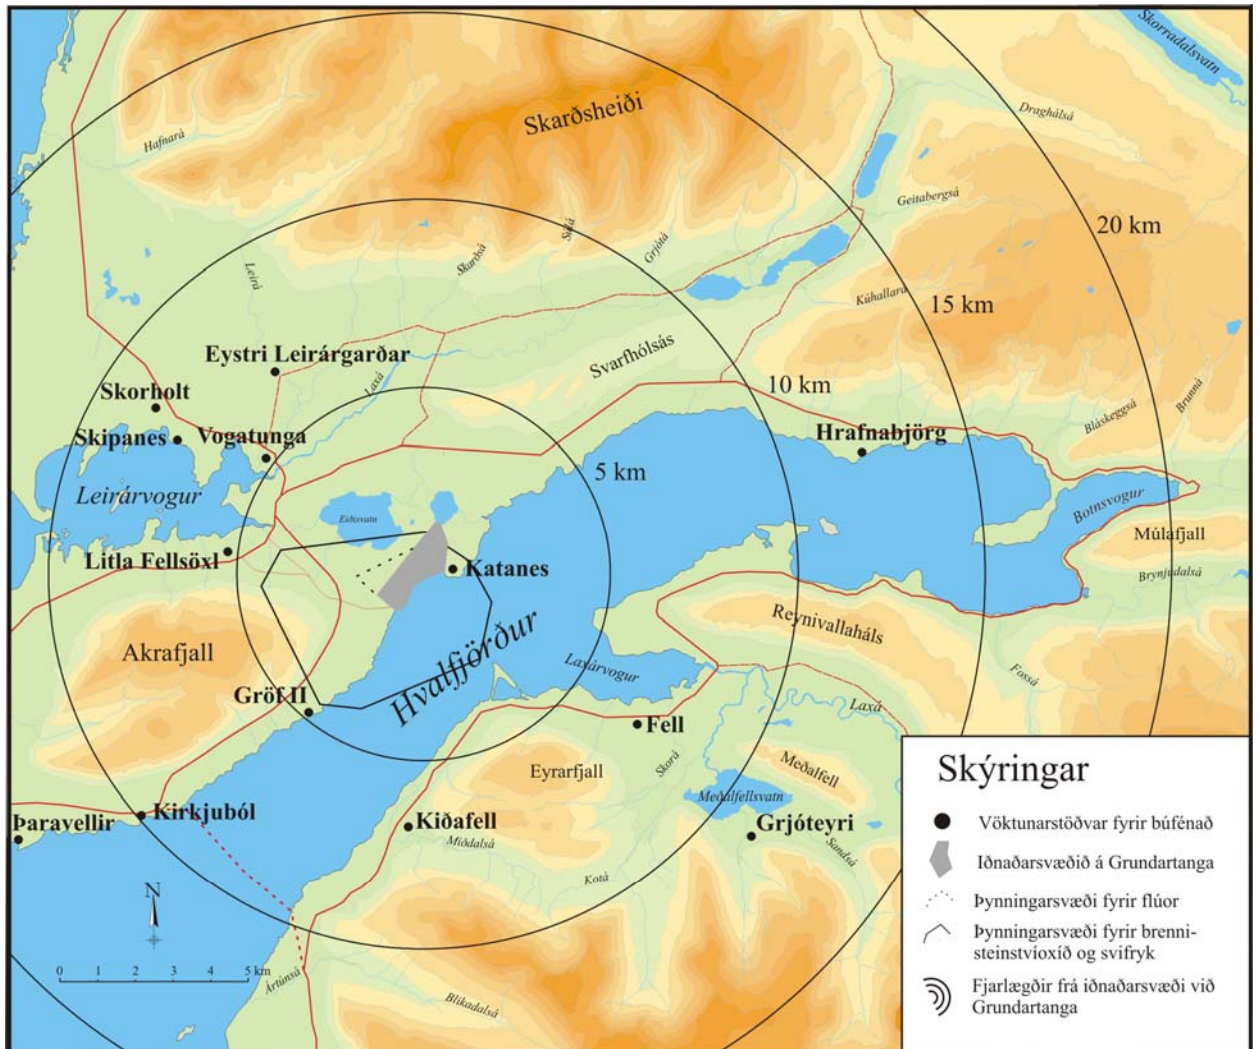 Skorradalsvatn
Skarðsheiði
Draghálsá
Hafnará
Geitabergsá
20 km
Súlá
Grjótá
Skarðsá
Leirá
Kúhallará
15 km
Svarfhólsás
Eystri Leirárgarðar
Laxá
10 km
Skorholt
Brunná
Bláskeggsá
Skipanes
Vogatunga
Hrafnabjörg
5 km
Leirárvogur
Botnsvogur
Eiðisvatn
Múlafjall
Litla Fellsöxl
Katanes
Brynjudalsá
Reynivallaháls
Akrafjall
Hvalfjörður
Laxárvogur
Fossá
Gröf II
Laxá
Fell
Skorá
Meðalfell
Eyrarfjall
Meðalfellsvatn
Kirkjuból
Þaravellir
Kiðafell
Grjóteyri
Míódalsá
Sandsá
Kotá
N
0 1 2 3 4 5 km
Ártúnsá
Blikadalsá
Skýringar
Vöktunarstöðvar fyrir búfénað
Iðnaðarsvæðið á Grundartanga
Þynningarsvæði fyrir flúor
Þynningarsvæði fyrir brenni-
steinstvíoxíð og svifryk
Fjarlægðir frá iðnaðarsvæði við
Grundartanga